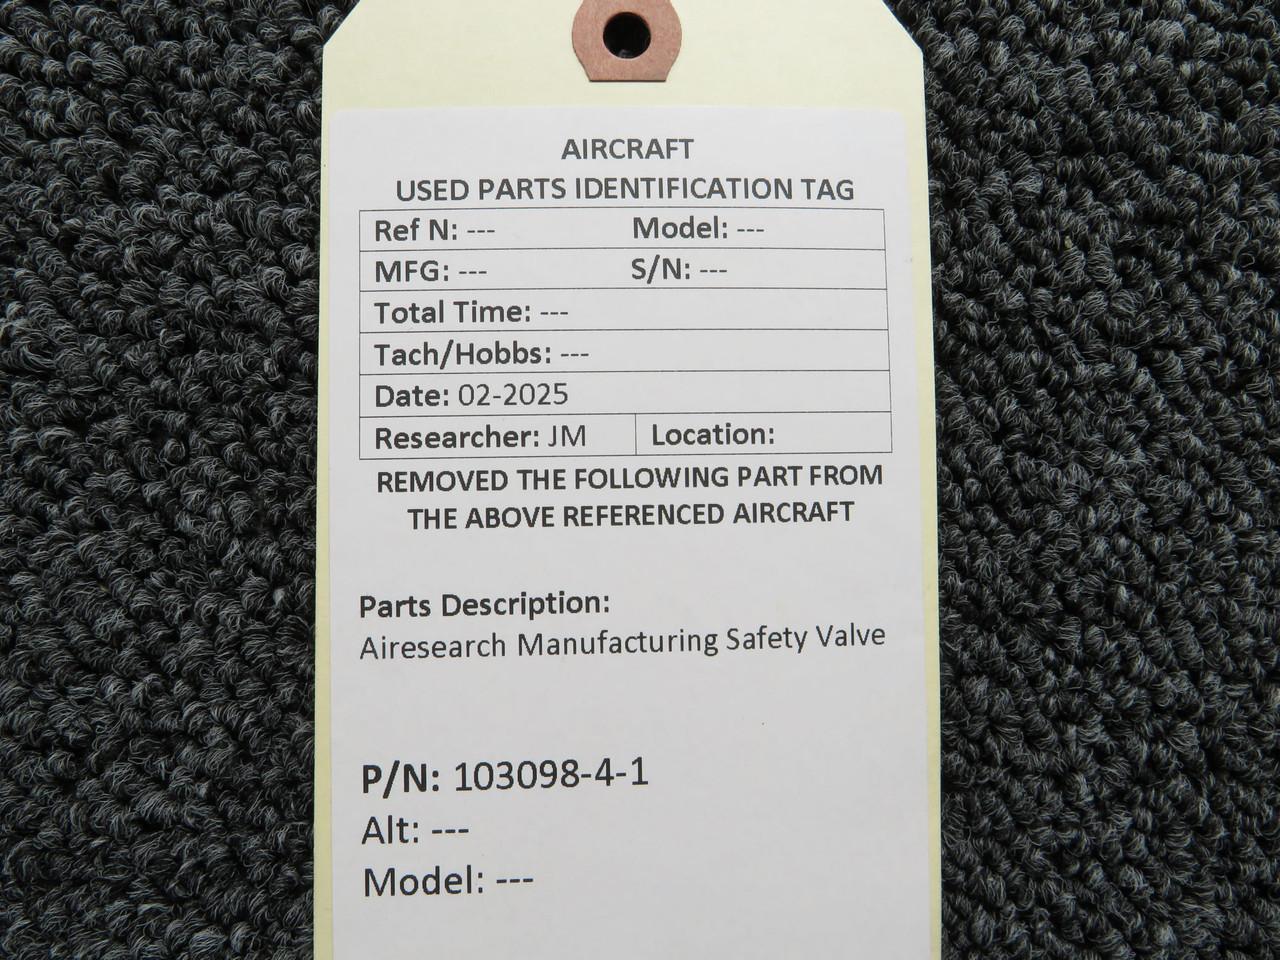 AIRCRAFT
USED PARTS IDENTIFICATION TAG
Ref N: --- Model: ---
MFG: --- S/N: ---
Total Time: ---
Tach/Hobbs: ---
Date: 02-2025
Researcher: JM Location:
REMOVED THE FOLLOWING PART FROM
THE ABOVE REFERENCED AIRCRAFT
Parts Description:
Airesearch Manufacturing Safety Valve
P/N: 103098-4-1
Alt: ---
Model: ---